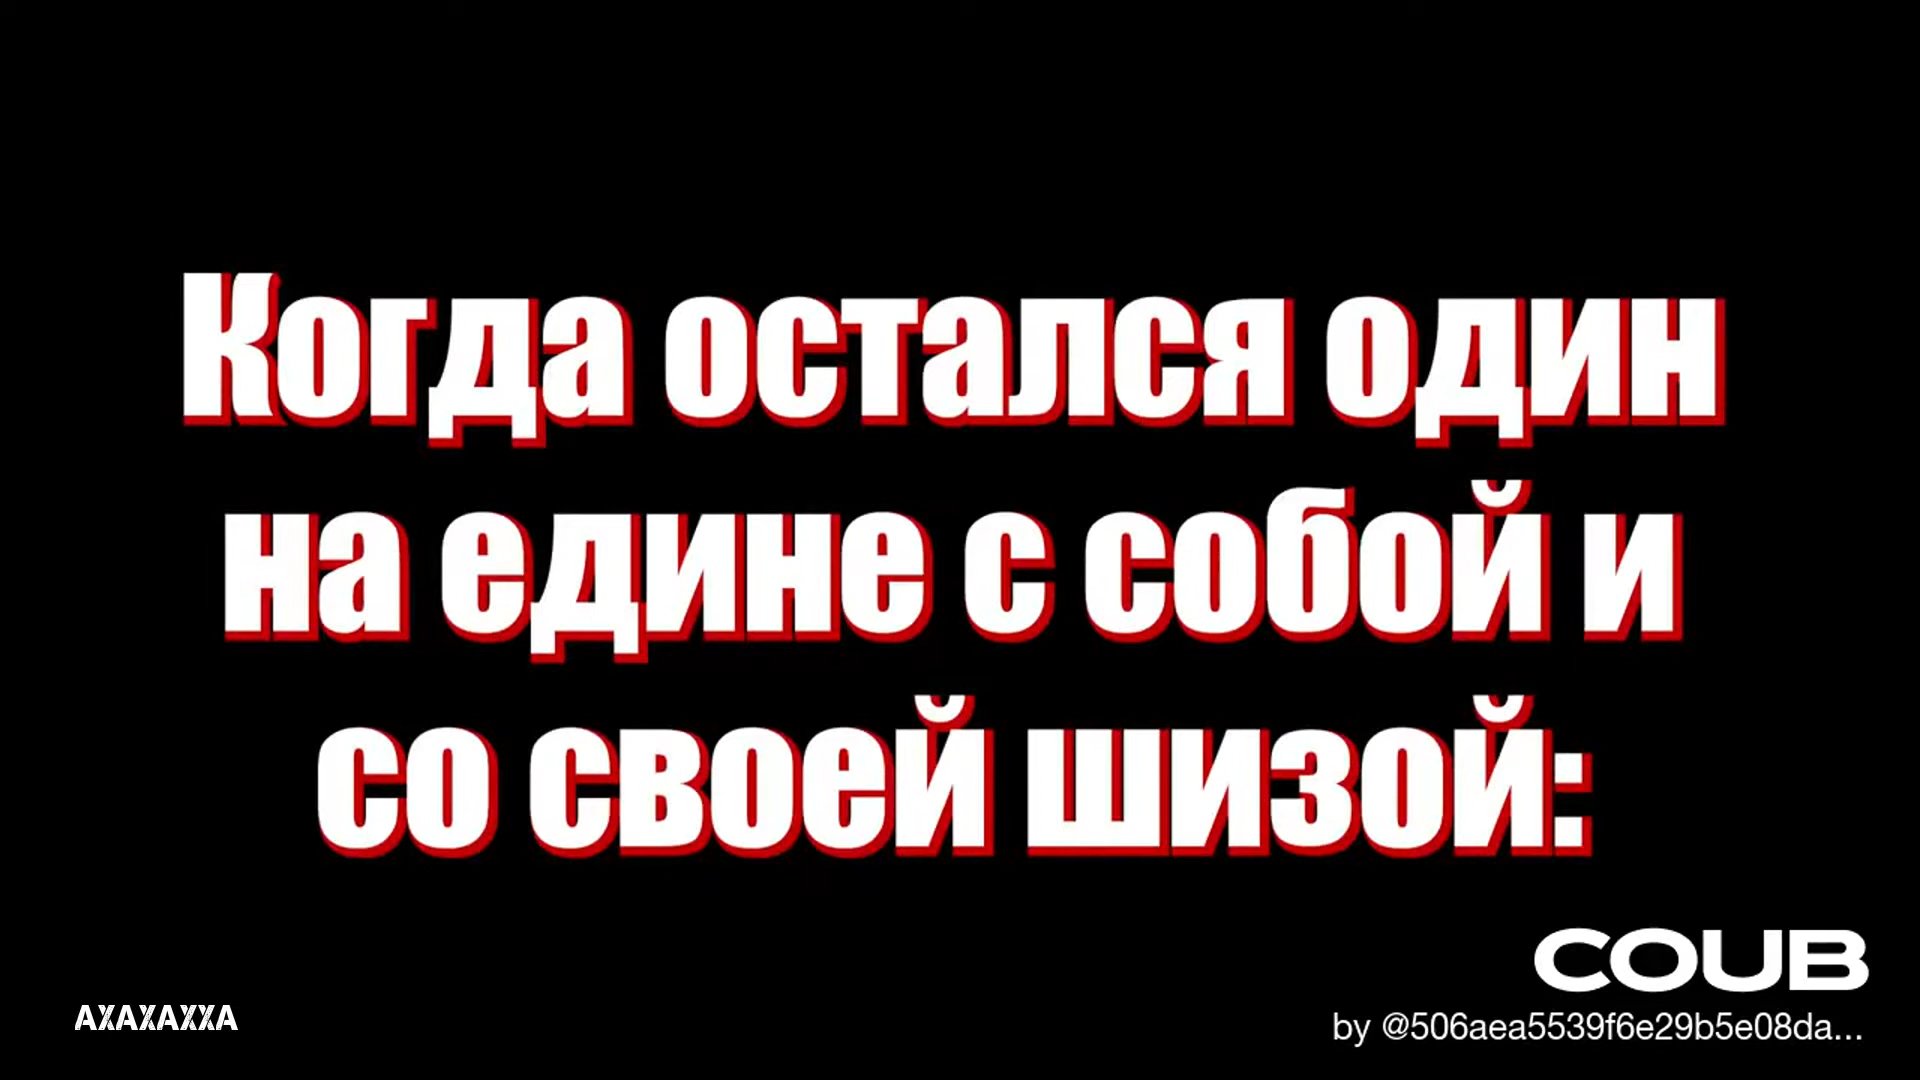 Когда остался один
на едине с собой и
со своей шизой:
COUB
АХАХАХХА
by @506aea5539f6e29b5e08da...